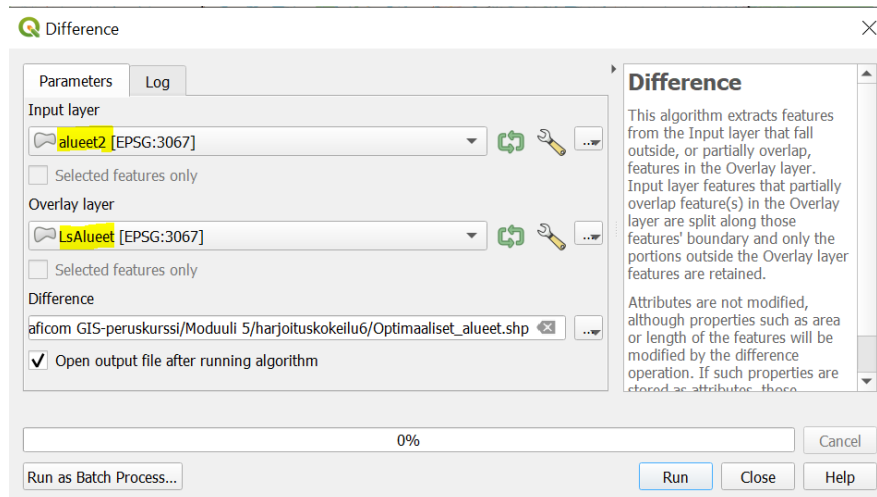 Difference
Parameters
Log
Input layer
alueet2 [EPSG:3067]
Selected features only
Overlay layer
LsAlueet [EPSG:3067]
Selected features only
Difference
aficom GIS-peruskurssi/Moduuli 5/harjoituskokeilu6/Optimaaliset_alueet.shp
Open output file after running algorithm
Difference
This algorithm extracts features
from the Input layer that fall
outside, or partially overlap,
features in the Overlay layer.
Input layer features that partially
overlap feature(s) in the Overlay
layer are split along those
features' boundary and only the
portions outside the Overlay layer
features are retained.
Attributes are not modified,
although properties such as area
or length of the features will be
modified by the difference
operation. If such properties are
stored as attributes, those
0%
Cancel
Run as Batch Process...
Run
Close
Help